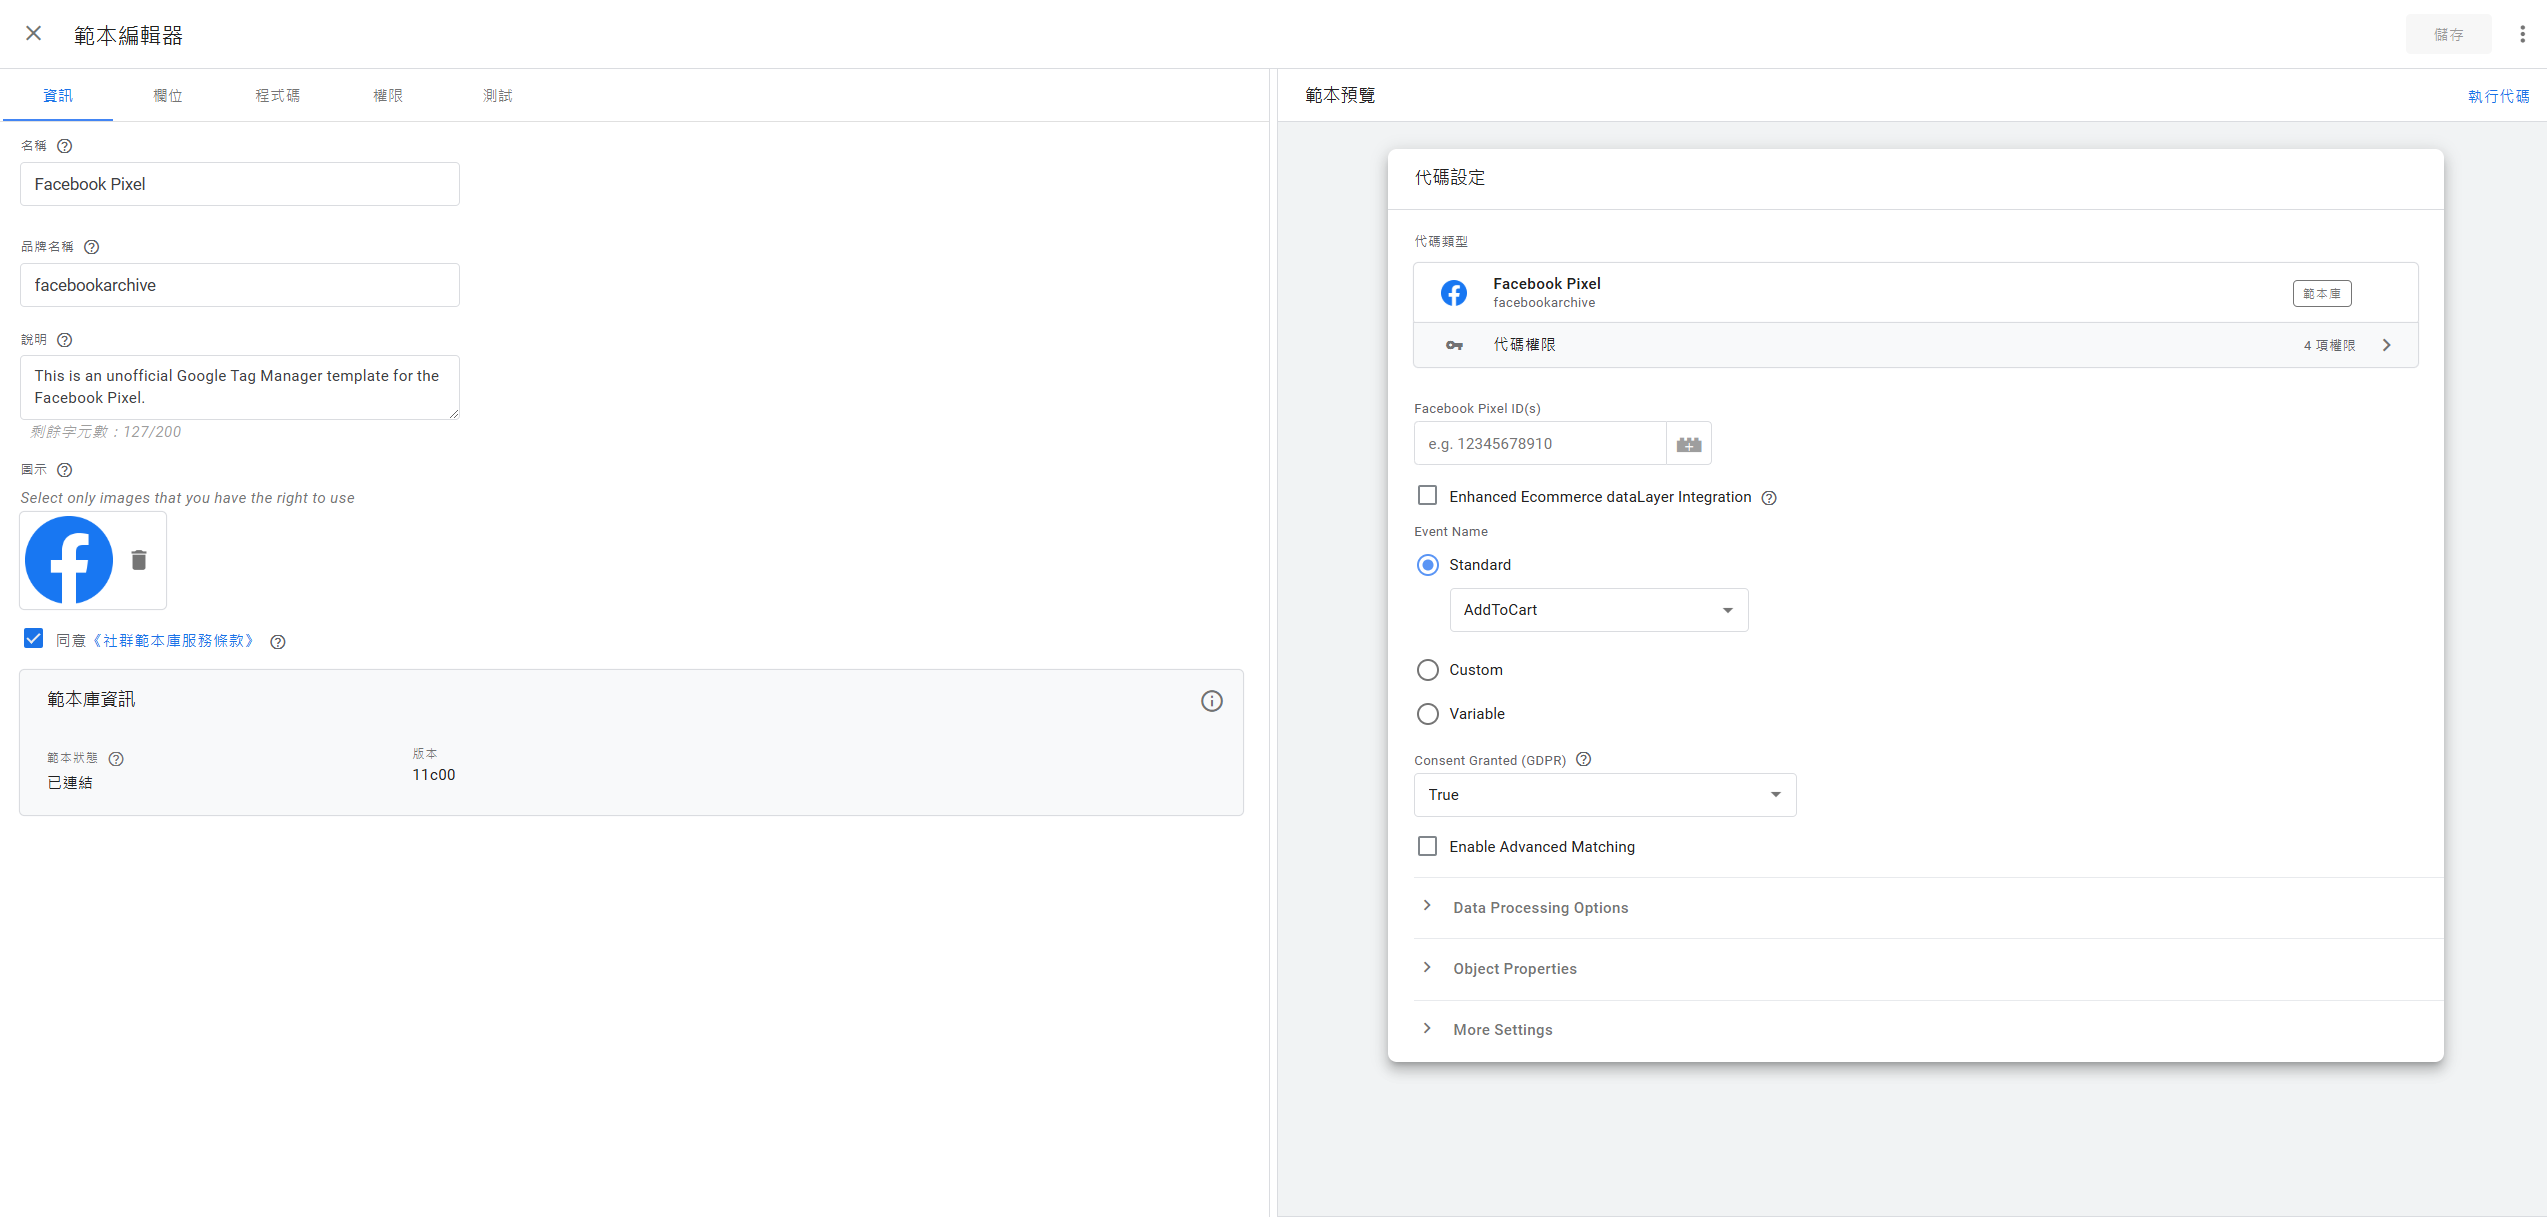 範本編輯器
儲存
資訊
欄位
程式碼
權限
測試
範本預覽
執行代碼
名稱
Facebook Pixel
品牌名稱
facebookarchive
說明
This is an unofficial Google Tag Manager template for the
Facebook Pixel.
剩餘字元數：127/200
圖示
Select only images that you have the right to use
同意《社群範本庫服務條款》
範本庫資訊
範本狀態
已連結
版本
11c00
代碼設定
代碼類型
Facebook Pixel
facebookarchive
範本庫
代碼權限
4 項權限
Facebook Pixel ID(s)
e.g. 12345678910
Enhanced Ecommerce dataLayer Integration
Event Name
Standard
AddToCart
Custom
Variable
Consent Granted (GDPR)
True
Enable Advanced Matching
Data Processing Options
Object Properties
More Settings